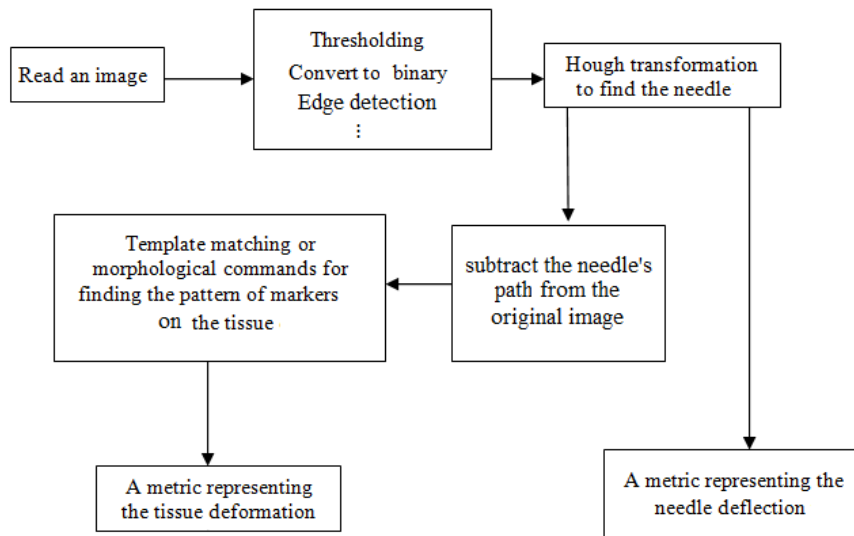 Read an image
Thresholding
Convert to binary
Edge detection
⋮
Hough transformation
to find the needle
subtract the needle's
path from the
original image
Template matching or
morphological commands for
finding the pattern of markers
on the tissue
A metric representing
the tissue deformation
A metric representing the
needle deflection